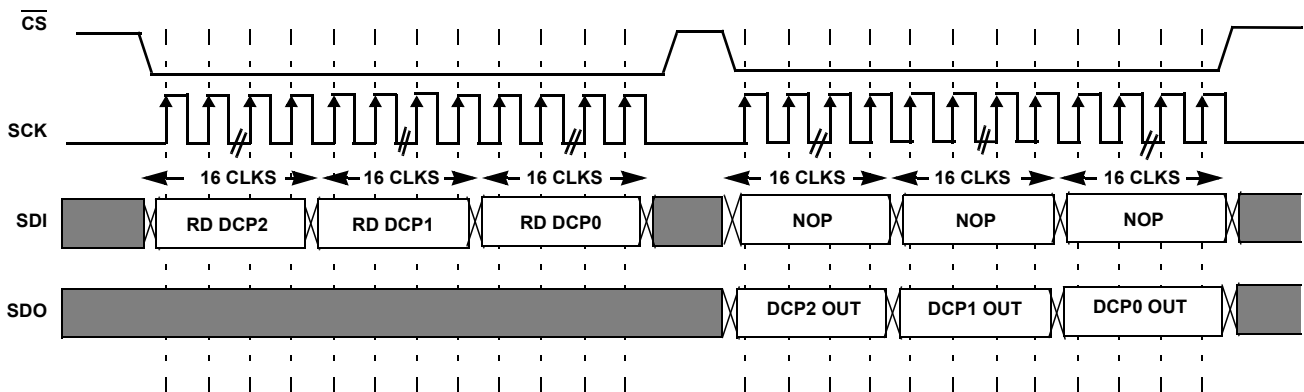 CS
SCK
16 CLKS 16 CLKS 16 CLKS 16 CLKS 16 CLKS 16 CLKS
SDI RD DCP2 RD DCP1 RD DCP0 NOP NOP NOP
SDO DCP2 OUT DCP1 OUT DCP0 OUT